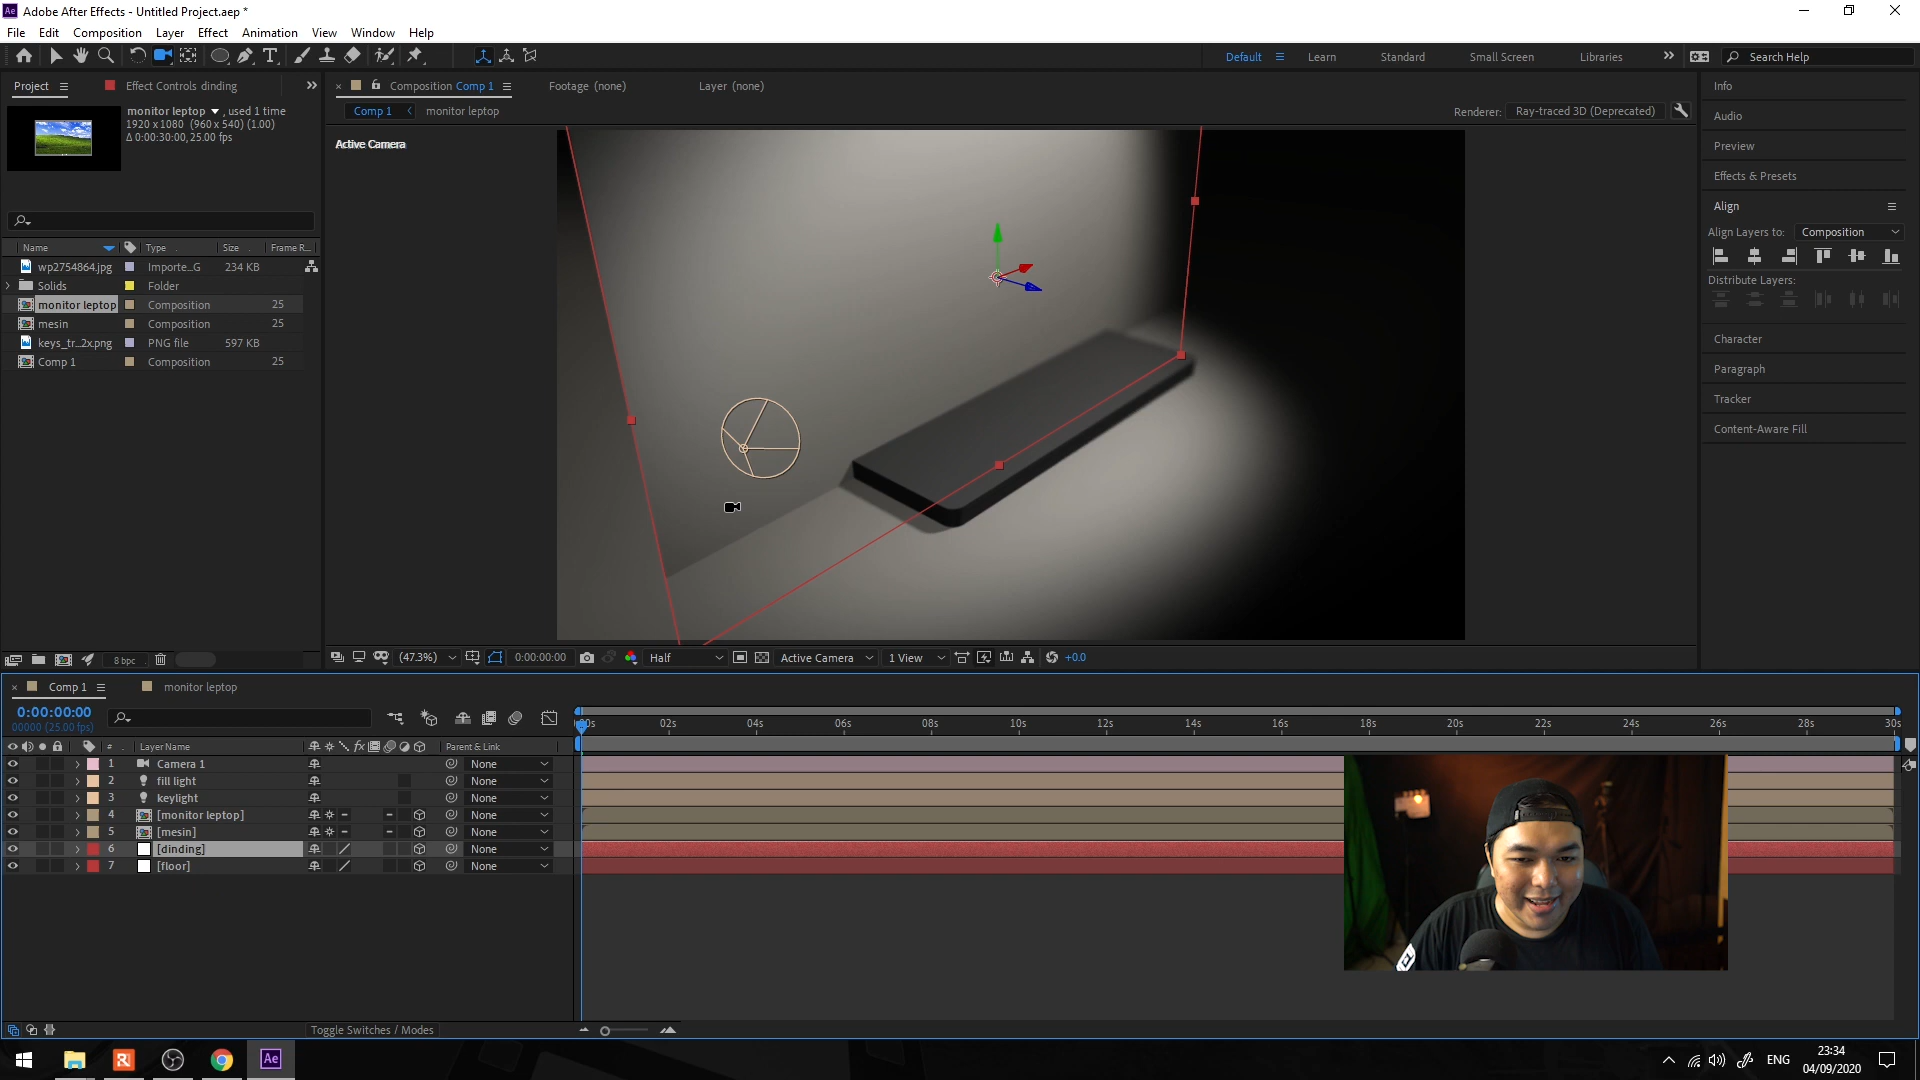 Ae Adobe After Effects - Untitled Project.aep *
File Edit Composition Layer Effect Animation View Window Help
Default Learn Standard Small Screen Libraries Search Help
Project Effect Controls dinding
monitor leptop , used 1 time
1920 x 1080 (960 x 540) (1.00)
Δ 0:00:30:00, 25.00 fps
Name Type Size Frame R...
wp2754864.jpg Importe...G 234 KB
Solids Folder
monitor leptop Composition 25
mesin Composition 25
keys_tr...2x.png PNG file 597 KB
Comp 1 Composition 25
8 bpc
Composition Comp 1 Footage (none) Layer (none)
Comp 1 monitor leptop
Renderer: Ray-traced 3D (Deprecated)
Active Camera
(47.3%) 0:00:00:00 Half Active Camera 1 View +0.0
Info
Audio
Preview
Effects & Presets
Align
Align Layers to: Composition
Distribute Layers:
Character
Paragraph
Tracker
Content-Aware Fill
Comp 1 monitor leptop
0:00:00:00
00000 (25.00 fps)
00s 02s 04s 06s 08s 10s 12s 14s 16s 18s 20s 22s 24s 26s 28s 30s
# Layer Name fx Parent & Link
1 Camera 1 None
2 fill light None
3 keylight None
4 [monitor leptop] None
5 [mesin] None
6 [dinding] None
7 [floor] None
Toggle Switches / Modes
Ae
ENG
23:34
04/09/2020